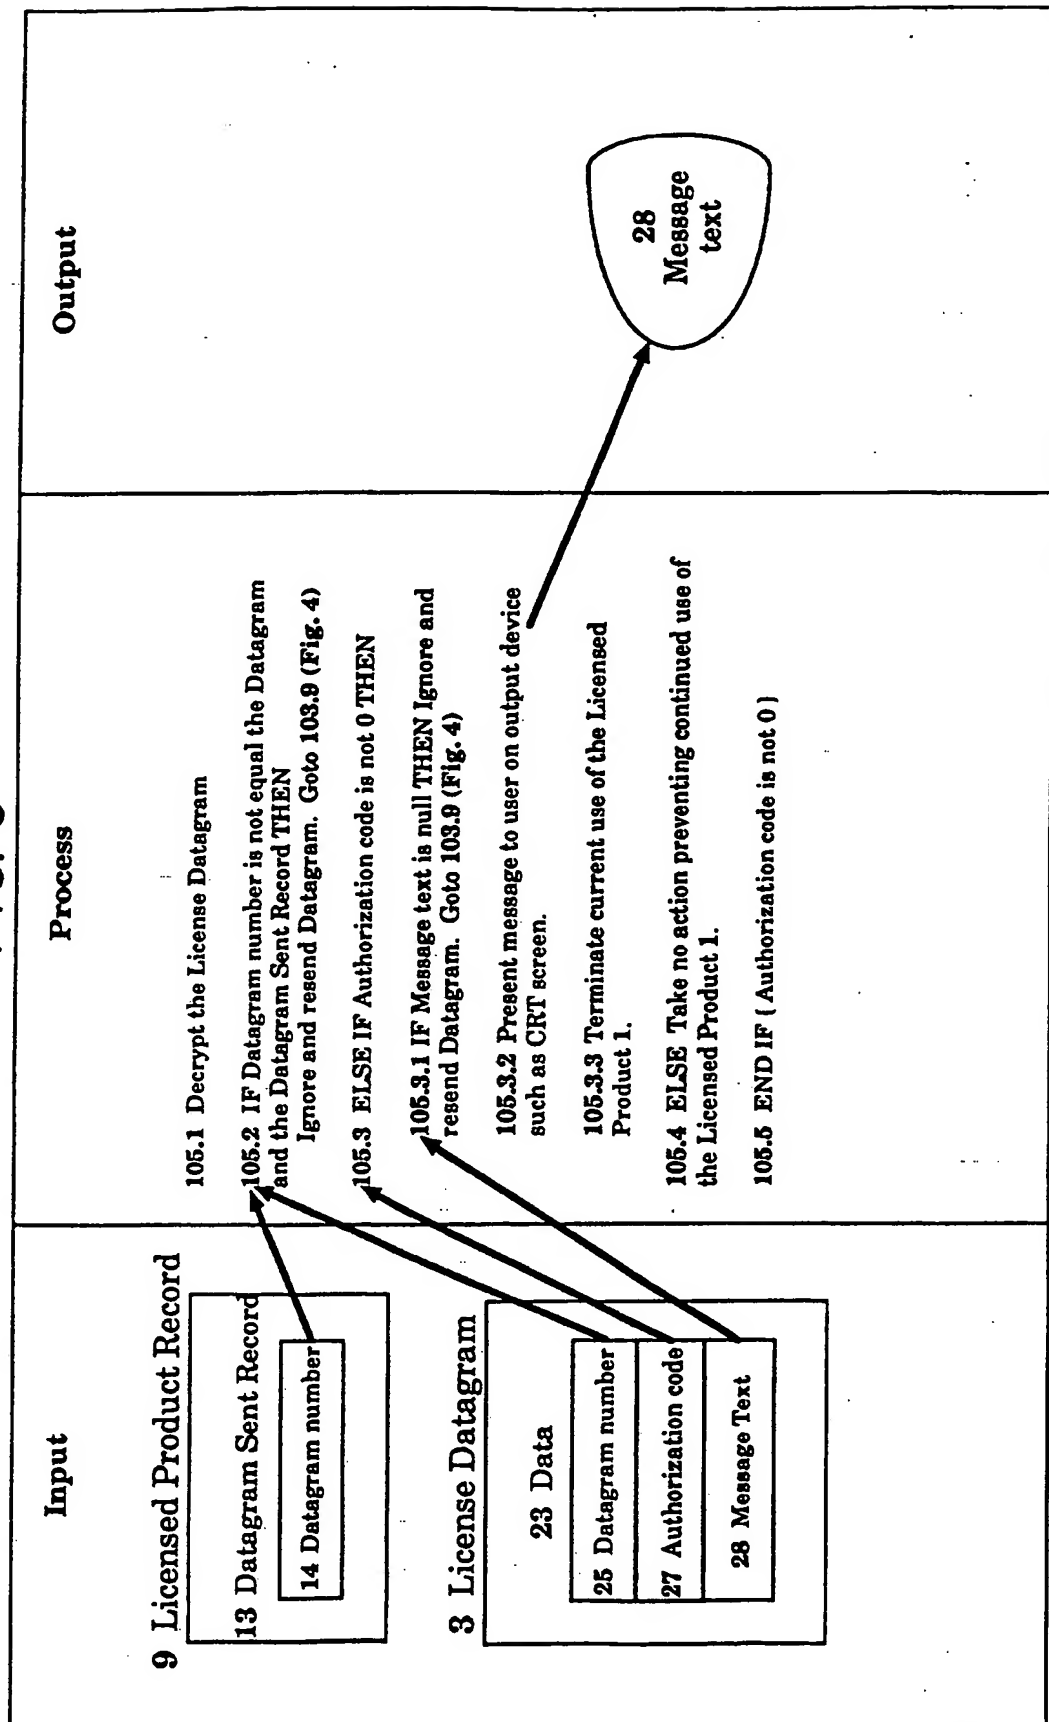 Input
Process
Output
9 Licensed Product Record
13 Datagram Sent Record
14 Datagram number
3 License Datagram
23 Data
25 Datagram number
27 Authorization code
28 Message Text
105.1 Decrypt the License Datagram
105.2 IF Datagram number is not equal the Datagram
and the Datagram Sent Record THEN
Ignore and resend Datagram. Goto 103.9 (Fig. 4)
105.3 ELSE IF Authorization code is not 0 THEN
105.3.1 IF Message text is null THEN Ignore and
resend Datagram. Goto 103.9 (Fig. 4)
105.3.2 Present message to user on output device
such as CRT screen.
105.3.3 Terminate current use of the Licensed
Product 1.
105.4 ELSE Take no action preventing continued use of
the Licensed Product 1.
105.5 END IF { Authorization code is not 0 }
28
Message
text